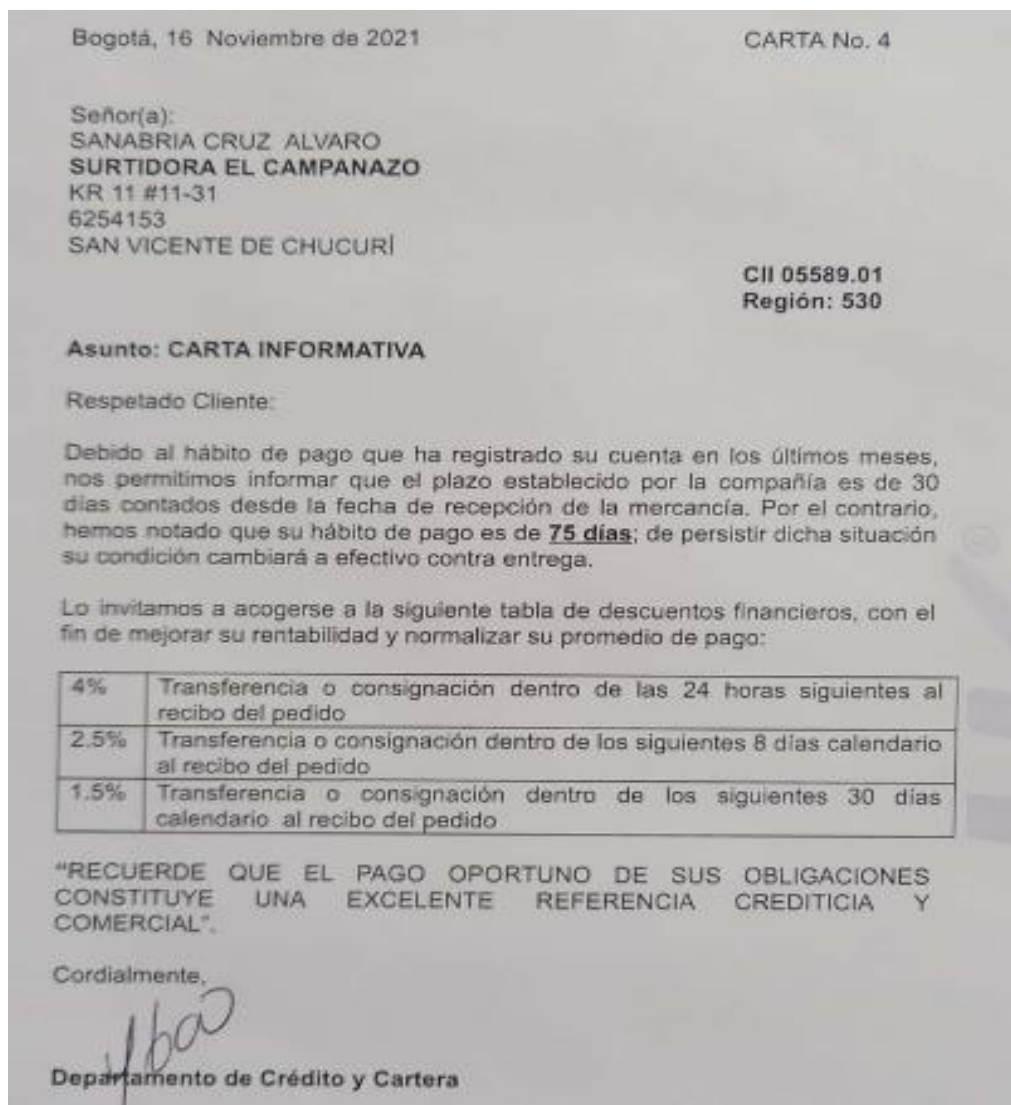 Bogotá, 16 Noviembre de 2021 CARTA No. 4
Señor(a):
SANABRIA CRUZ ALVARO
SURTIDORA EL CAMPANAZO
KR 11 #11-31
6254153
SAN VICENTE DE CHUCURÍ
CII 05589.01
Región: 530
Asunto: CARTA INFORMATIVA
Respetado Cliente:
Debido al hábito de pago que ha registrado su cuenta en los últimos meses,
nos permitimos informar que el plazo establecido por la compañía es de 30
días contados desde la fecha de recepción de la mercancía. Por el contrario,
hemos notado que su hábito de pago es de 75 días; de persistir dicha situación
su condición cambiará a efectivo contra entrega.
Lo invitamos a acogerse a la siguiente tabla de descuentos financieros, con el
fin de mejorar su rentabilidad y normalizar su promedio de pago:
4% Transferencia o consignación dentro de las 24 horas siguientes al
recibo del pedido
2.5% Transferencia o consignación dentro de los siguientes 8 días calendario
al recibo del pedido
1.5% Transferencia o consignación dentro de los siguientes 30 días
calendario al recibo del pedido
"RECUERDE QUE EL PAGO OPORTUNO DE SUS OBLIGACIONES
CONSTITUYE UNA EXCELENTE REFERENCIA CREDITICIA Y
COMERCIAL".
Cordialmente,
Departamento de Crédito y Cartera